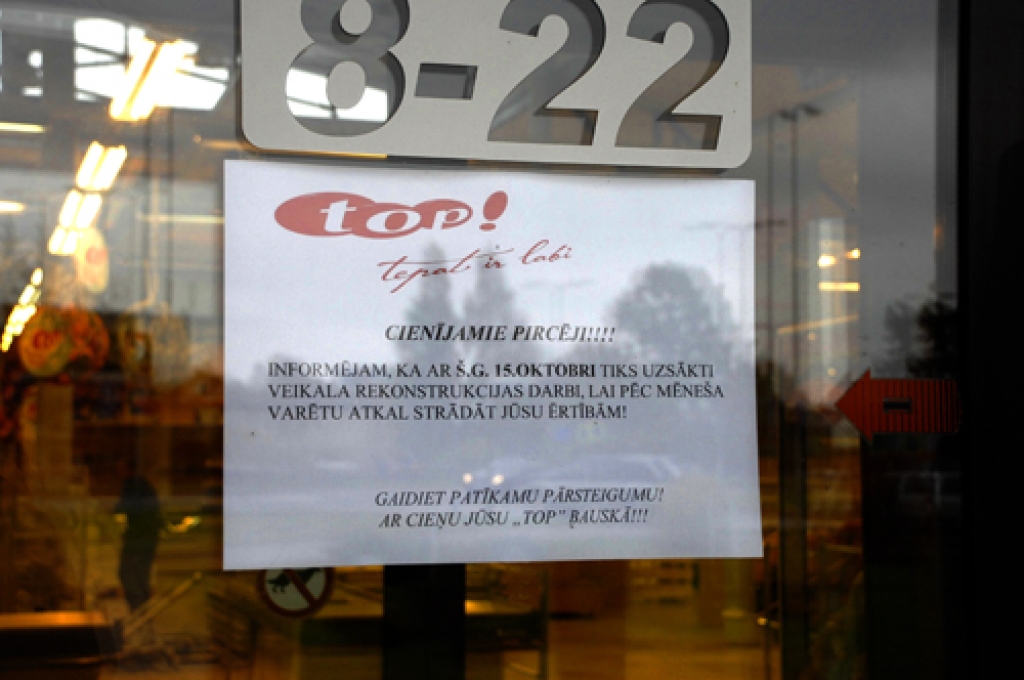 8-22
top!
tepat ir labi
CIENĪJAMIE PIRCĒJI!!!!
INFORMĒJAM, KA AR Š.G. 15.OKTOBRI TIKS UZSĀKTI
VEIKALA REKONSTRUKCIJAS DARBI, LAI PĒC MĒNEŠA
VARĒTU ATKAL STRĀDĀT JŪSU ĒRTĪBĀM!
GAIDIET PATĪKAMU PĀRSTEIGUMU!
AR CIEŅU JŪSU „TOP” BAUSKĀ!!!